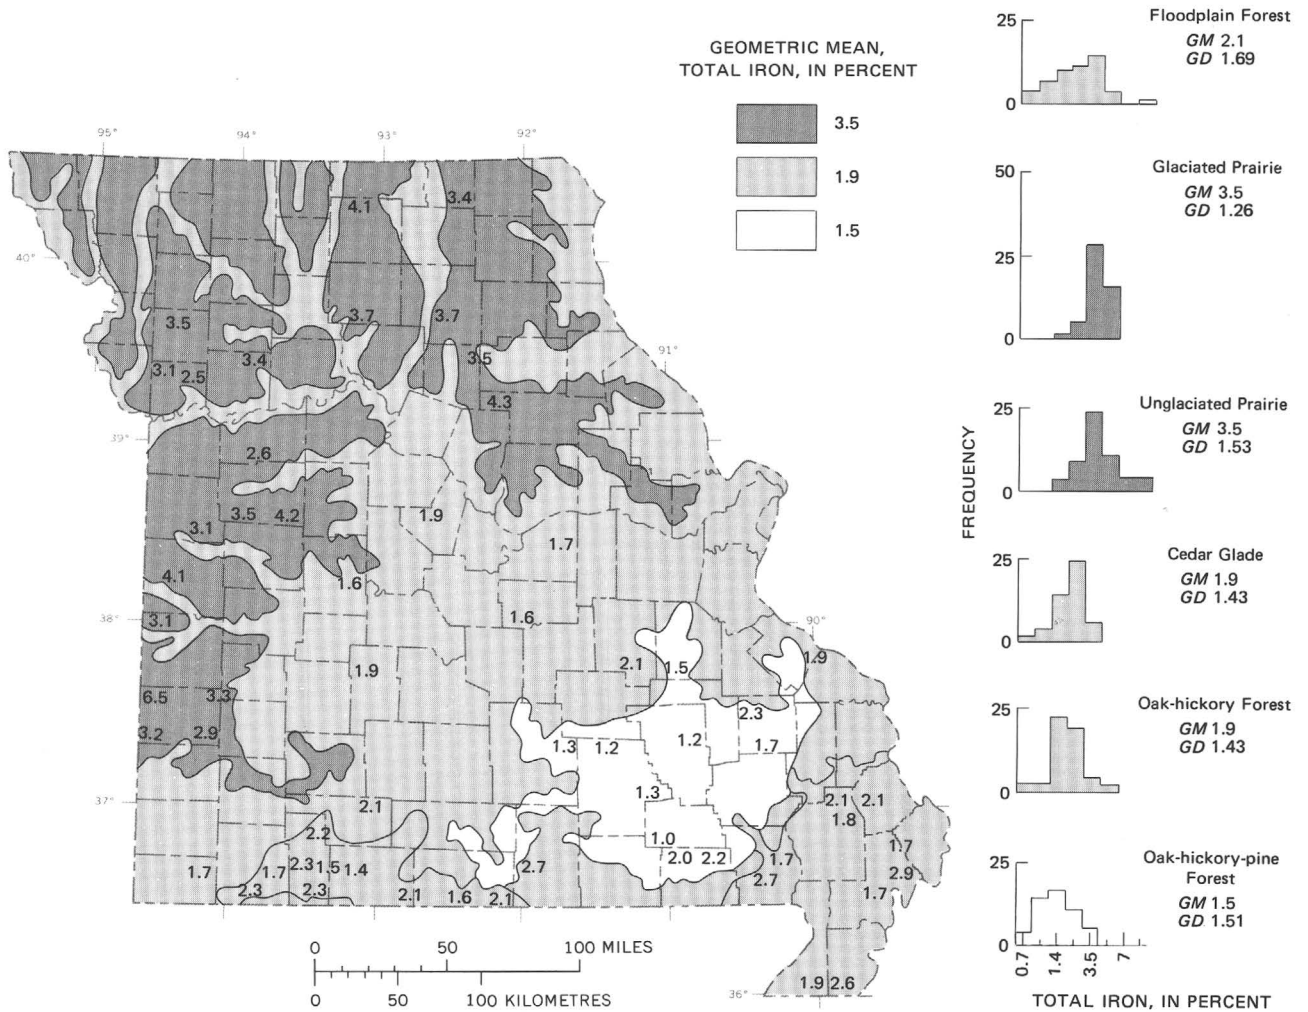 GEOMETRIC MEAN,
TOTAL IRON, IN PERCENT
3.5
1.9
1.5
95° 94° 93° 92°
3.4
4.1
40°
3.7 3.7
3.5
3.4 3.5
91°
3.1 2.5
4.3
39°
2.6
3.5 4.2 1.9
3.1
1.7
4.1 1.6
38° 3.1 1.6 90°
2.1 1.5 1.9
1.9
6.5 3.3
2.3
3.2 2.9 1.3 1.2 1.2 1.7
37° 2.1 1.3 2.1 2.1
1.8
2.2 1.0 1.7
1.7 1.7 2.3 1.5 1.4 2.7 2.0 2.2 1.7 2.9
2.7
2.3 2.3 2.1 1.6 2.1 1.7
1.9 2.6
36°
0 50 100 MILES
0 50 100 KILOMETRES
FREQUENCY
Floodplain Forest
GM 2.1
GD 1.69
25
0
Glaciated Prairie
GM 3.5
GD 1.26
50
25
0
Unglaciated Prairie
GM 3.5
GD 1.53
25
0
Cedar Glade
GM 1.9
GD 1.43
25
0
Oak-hickory Forest
GM 1.9
GD 1.43
25
0
Oak-hickory-pine
Forest
GM 1.5
GD 1.51
25
0
0.7 1.4 3.5 7
TOTAL IRON, IN PERCENT